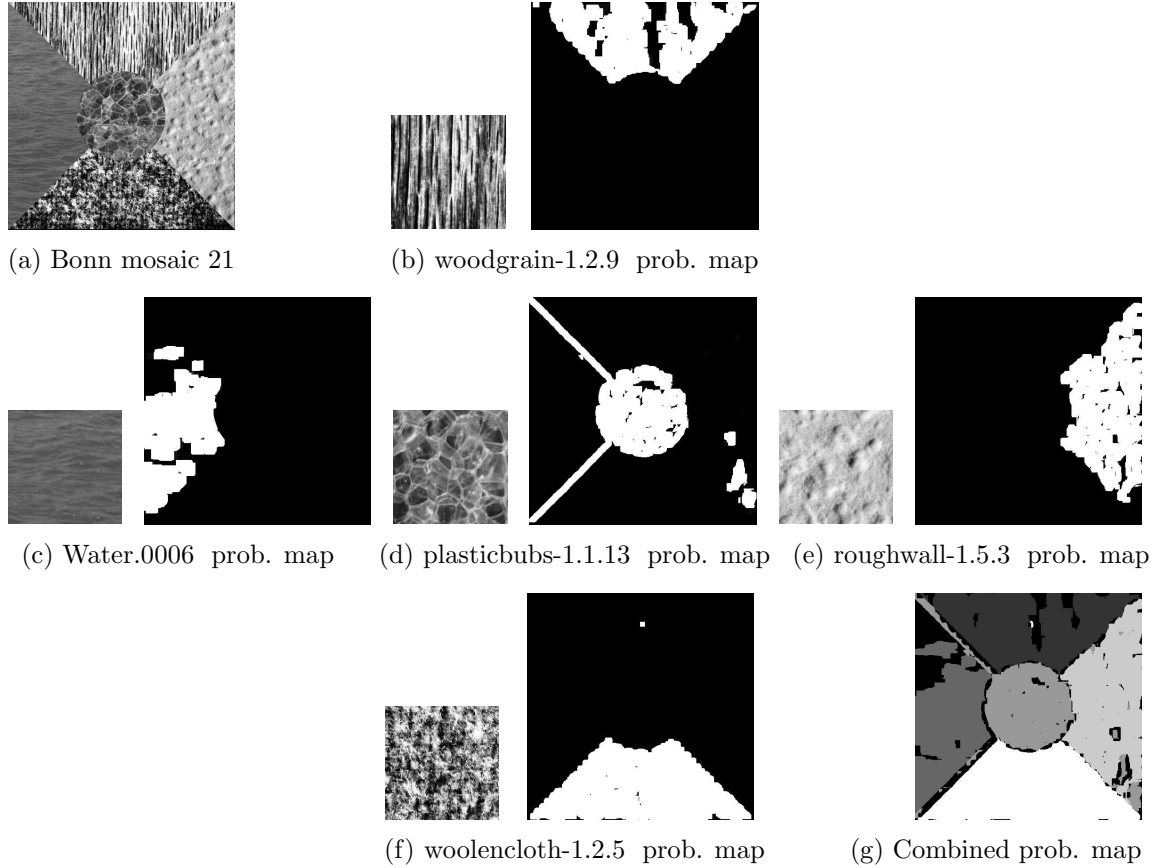 (a) Bonn mosaic 21
(b) woodgrain-1.2.9 prob. map
(c) Water.0006 prob. map
(d) plasticbubs-1.1.13 prob. map
(e) roughwall-1.5.3 prob. map
(f) woolencloth-1.2.5 prob. map
(g) Combined prob. map